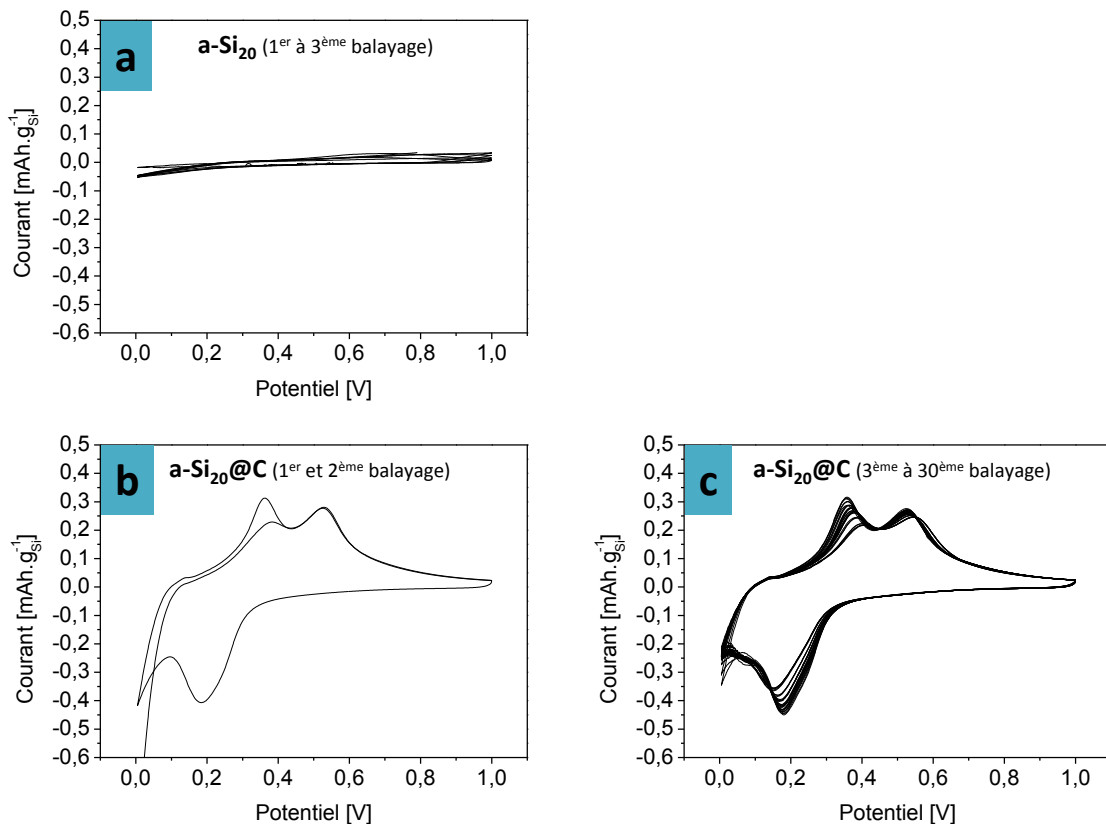 0,5
a
a-Si20 (1er à 3ème balayage)
0,4
0,3
0,2
0,1
0,0
-0,1
-0,2
-0,3
-0,4
-0,5
-0,6
Courant [mAh.g-1Si]
0,0 0,2 0,4 0,6 0,8 1,0
Potentiel [V]
0,5
b
a-Si20@C (1er et 2ème balayage)
0,4
0,3
0,2
0,1
0,0
-0,1
-0,2
-0,3
-0,4
-0,5
-0,6
Courant [mAh.g-1Si]
0,0 0,2 0,4 0,6 0,8 1,0
Potentiel [V]
0,5
c
a-Si20@C (3ème à 30ème balayage)
0,4
0,3
0,2
0,1
0,0
-0,1
-0,2
-0,3
-0,4
-0,5
-0,6
Courant [mAh.g-1Si]
0,0 0,2 0,4 0,6 0,8 1,0
Potentiel [V]